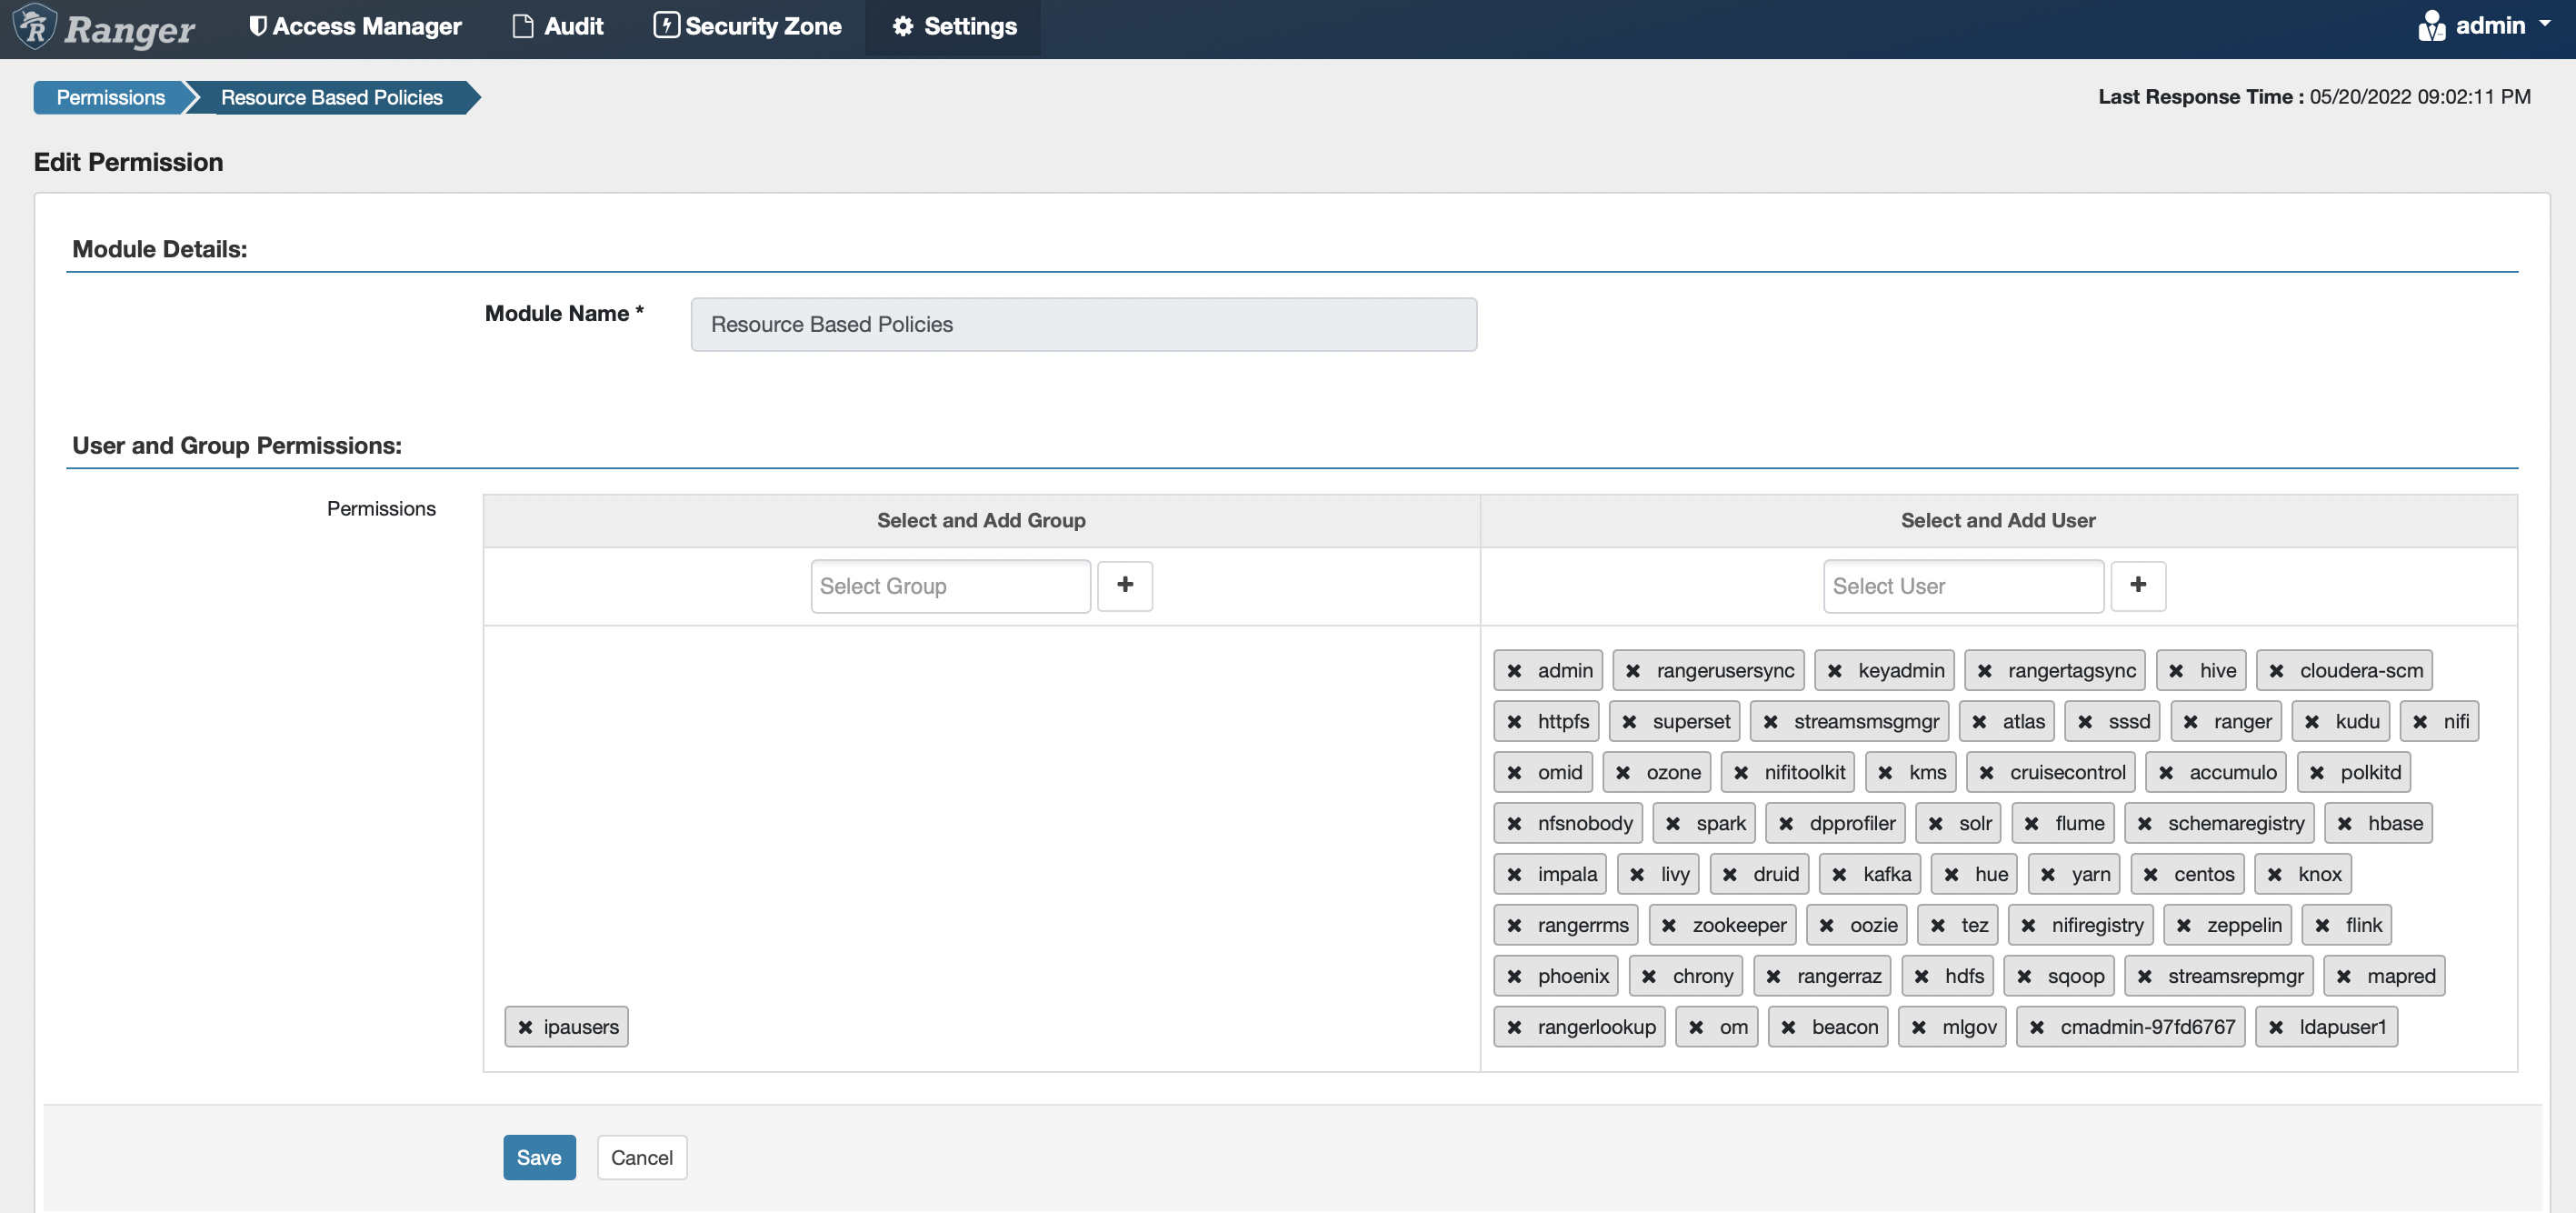 Ranger Access Manager Audit Security Zone Settings admin
Permissions Resource Based Policies Last Response Time : 05/20/2022 09:02:11 PM
Edit Permission
Module Details:
Module Name * Resource Based Policies
User and Group Permissions:
Permissions Select and Add Group Select and Add User
Select Group + Select User +
✖ admin ✖ rangerusersync ✖ keyadmin ✖ rangertagsync ✖ hive ✖ cloudera-scm
✖ httpfs ✖ superset ✖ streamsmsgmgr ✖ atlas ✖ sssd ✖ ranger ✖ kudu ✖ nifi
✖ omid ✖ ozone ✖ nifitoolkit ✖ kms ✖ cruisecontrol ✖ accumulo ✖ polkitd
✖ nfsnobody ✖ spark ✖ dpprofiler ✖ solr ✖ flume ✖ schemaregistry ✖ hbase
✖ impala ✖ livy ✖ druid ✖ kafka ✖ hue ✖ yarn ✖ centos ✖ knox
✖ rangerrms ✖ zookeeper ✖ oozie ✖ tez ✖ nifiregistry ✖ zeppelin ✖ flink
✖ phoenix ✖ chrony ✖ rangerraz ✖ hdfs ✖ sqoop ✖ streamsrepmgr ✖ mapred
✖ ipausers ✖ rangerlookup ✖ om ✖ beacon ✖ mlgov ✖ cmadmin-97fd6767 ✖ ldapuser1
Save Cancel